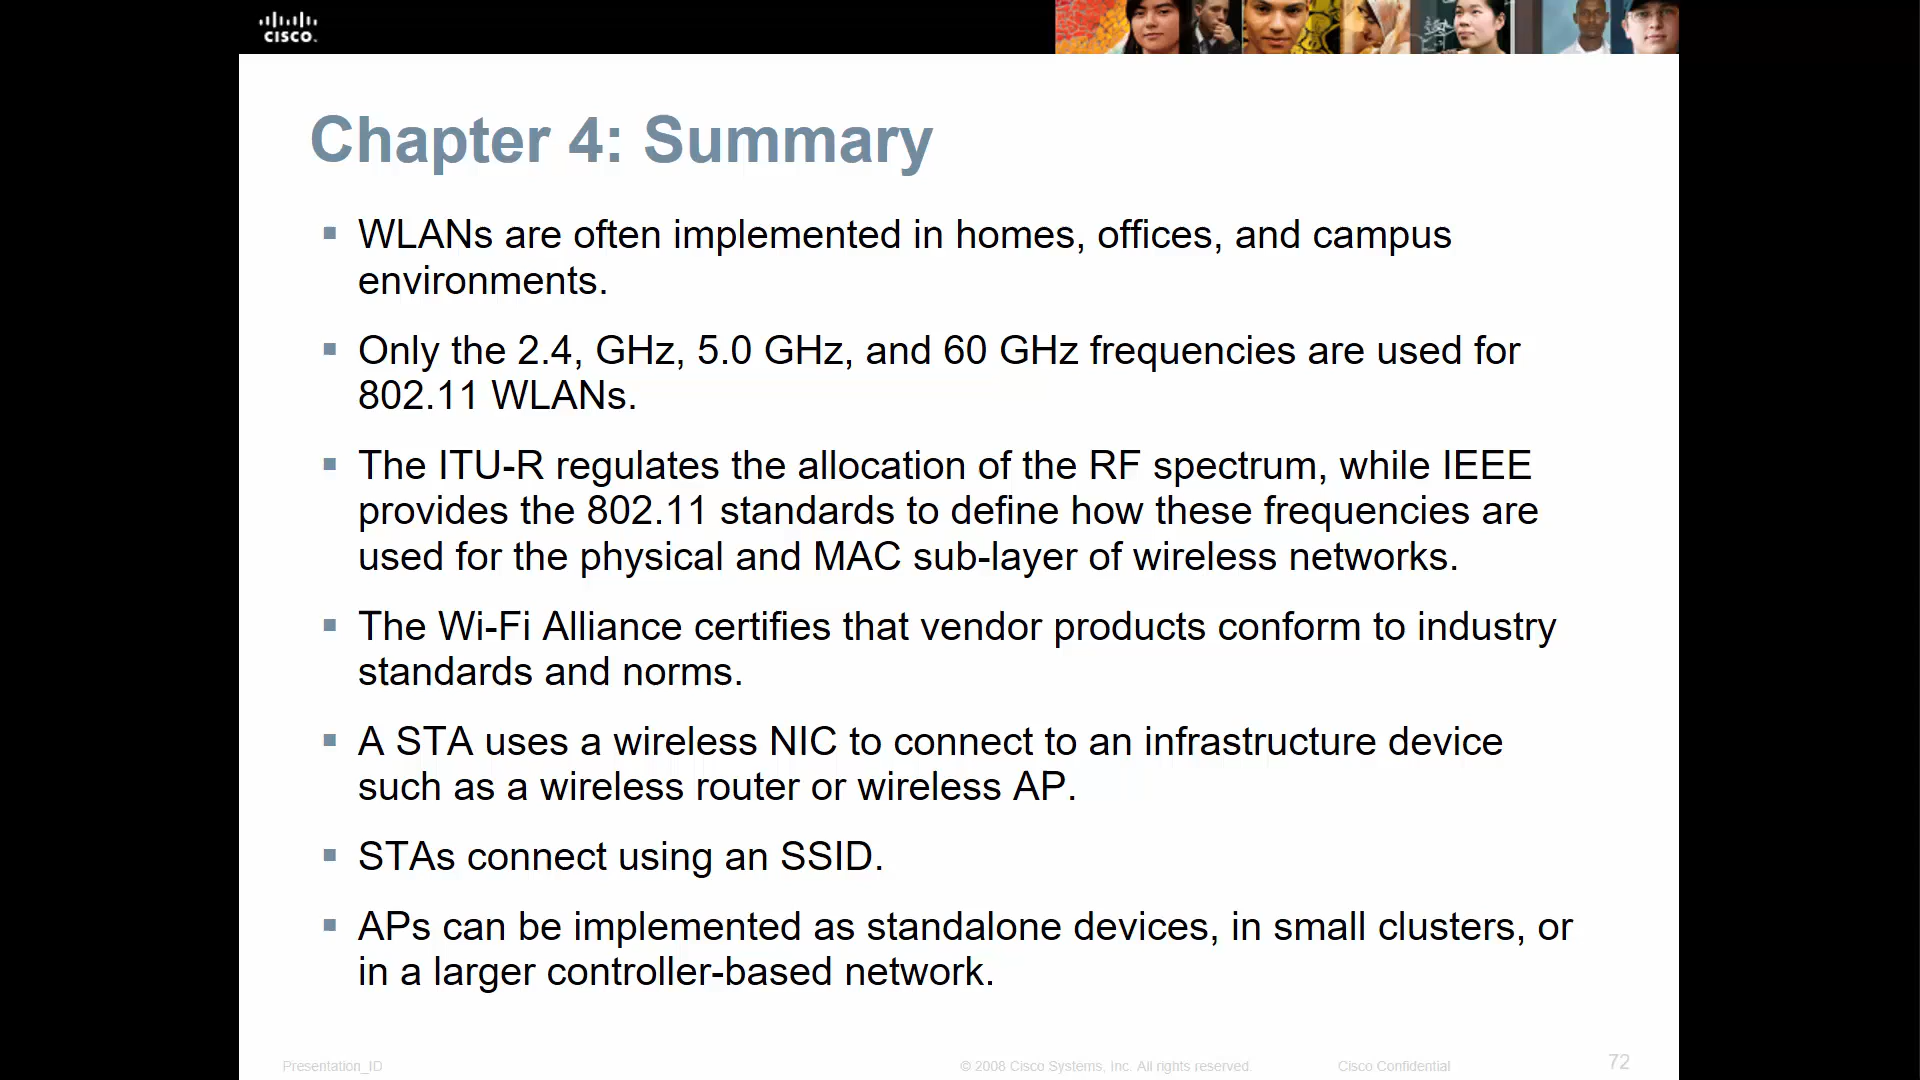 CISCO.
Chapter 4: Summary
▪ WLANs are often implemented in homes, offices, and campus
environments.
▪ Only the 2.4, GHz, 5.0 GHz, and 60 GHz frequencies are used for
802.11 WLANs.
▪ The ITU-R regulates the allocation of the RF spectrum, while IEEE
provides the 802.11 standards to define how these frequencies are
used for the physical and MAC sub-layer of wireless networks.
▪ The Wi-Fi Alliance certifies that vendor products conform to industry
standards and norms.
▪ A STA uses a wireless NIC to connect to an infrastructure device
such as a wireless router or wireless AP.
▪ STAs connect using an SSID.
▪ APs can be implemented as standalone devices, in small clusters, or
in a larger controller-based network.
Presentation_ID © 2008 Cisco Systems, Inc. All rights reserved. Cisco Confidential 72